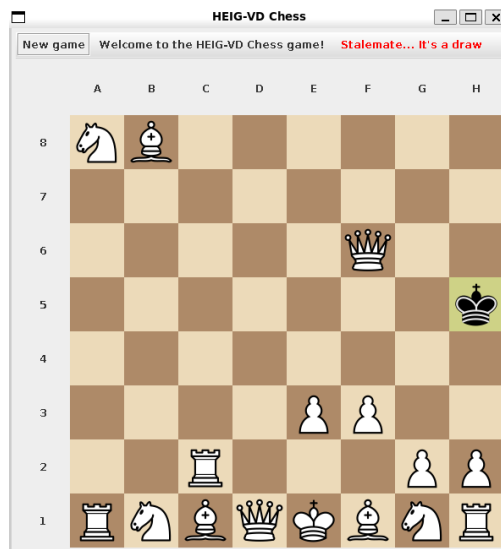 HEIG-VD Chess
New game Welcome to the HEIG-VD Chess game! Stalemate... It's a draw
A B C D E F G H
8
7
6
5
4
3
2
1